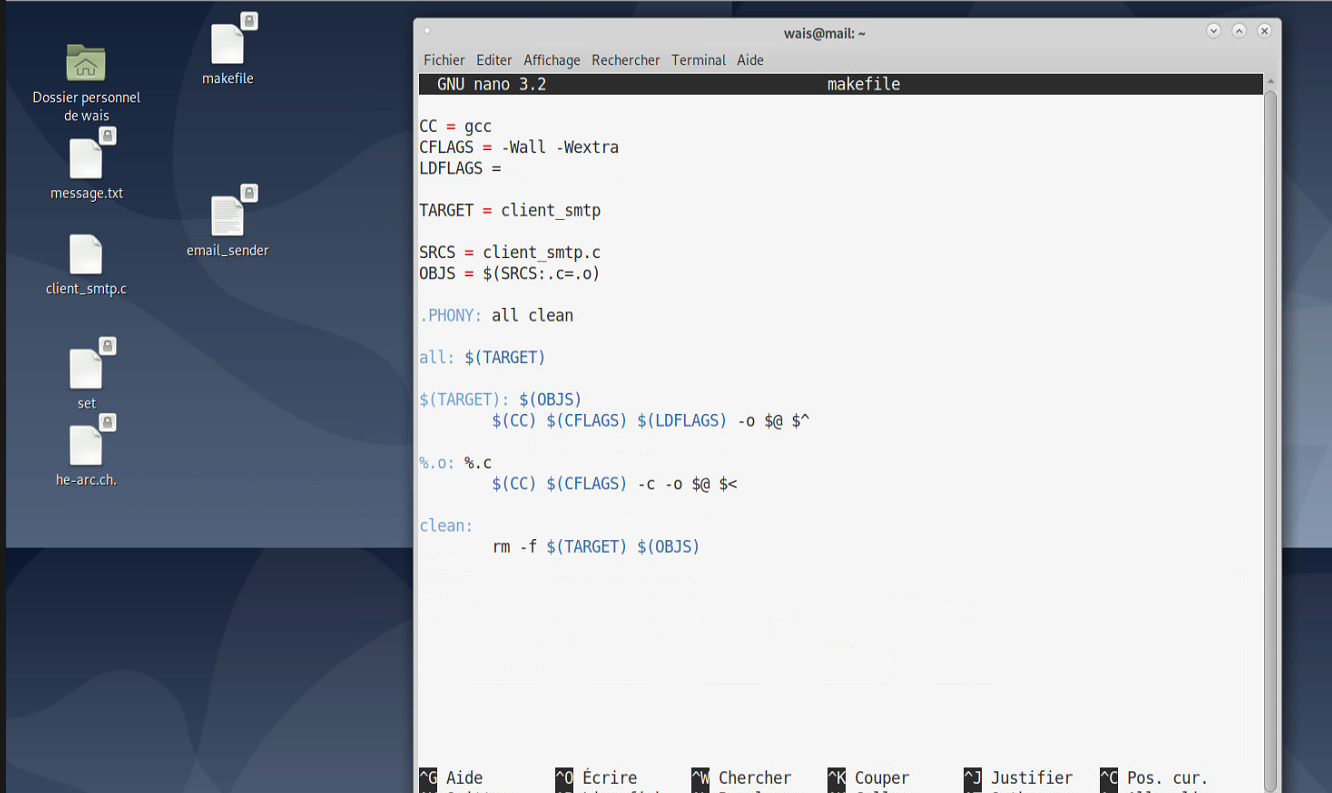 Dossier personnel
de wais
makefile
message.txt
email_sender
client_smtp.c
set
he-arc.ch.
wais@mail: ~
Fichier Editer Affichage Rechercher Terminal Aide
GNU nano 3.2 makefile
CC = gcc
CFLAGS = -Wall -Wextra
LDFLAGS =
TARGET = client_smtp
SRCS = client_smtp.c
OBJS = $(SRCS:.c=.o)
.PHONY: all clean
all: $(TARGET)
$(TARGET): $(OBJS)
$(CC) $(CFLAGS) $(LDFLAGS) -o $@ $^
%.o: %.c
$(CC) $(CFLAGS) -c -o $@ $<
clean:
rm -f $(TARGET) $(OBJS)
^G Aide ^O Écrire ^W Chercher ^K Couper ^J Justifier ^C Pos. cur.